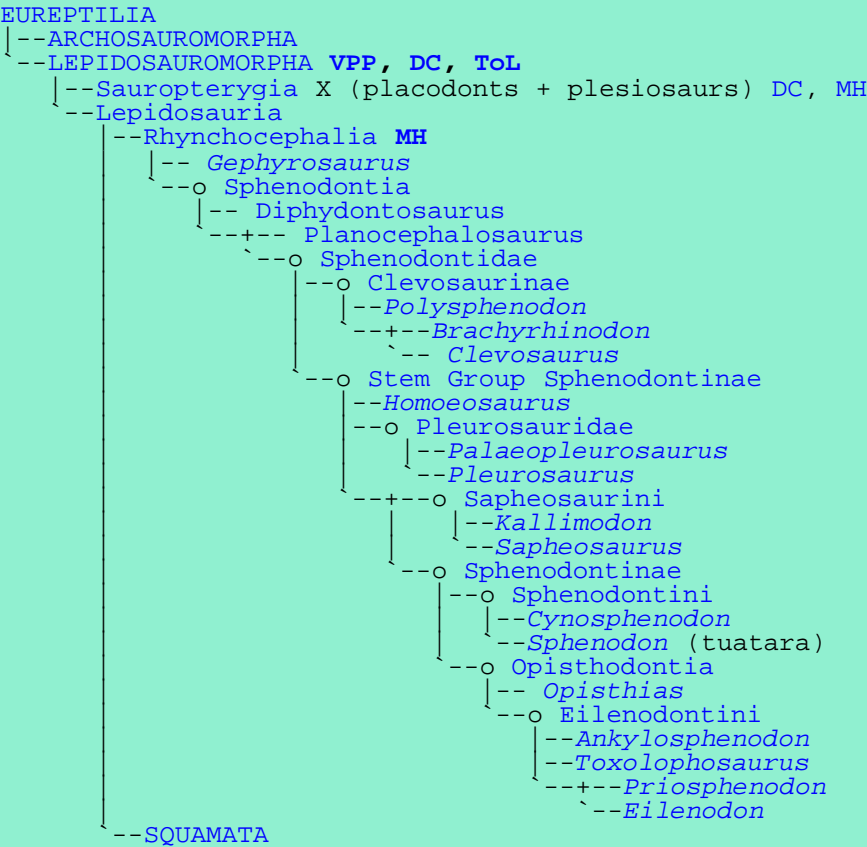 EUREPTILIA
|--ARCHOSAUROMORPHA
`--LEPIDOSAUROMORPHA VPP, DC, ToL
   |--Sauropterygia X (placodonts + plesiosaurs) DC, MH
   `--Lepidosauria
      |--Rhynchocephalia MH
      |  |-- Gephyrosaurus
      |  `--o Sphenodontia
      |     |-- Diphydontosaurus
      |     `--+-- Planocephalosaurus
      |        `--o Sphenodontidae
      |           |--o Clevosaurinae
      |           |  |--Polysphenodon
      |           |  `--+--Brachyrhinodon
      |           |     `-- Clevosaurus
      |           `--o Stem Group Sphenodontinae
      |              |--Homoeosaurus
      |              |--o Pleurosauridae
      |              |   |--Palaeopleurosaurus
      |              |   `--Pleurosaurus
      |              `--+--o Sapheosaurini
      |                 |   |--Kallimodon
      |                 |   `--Sapheosaurus
      |                 `--o Sphenodontinae
      |                    |--o Sphenodontini
      |                    |  |--Cynosphenodon
      |                    |  `--Sphenodon (tuatara)
      |                    `--o Opisthodontia
      |                       |-- Opisthias
      |                       `--o Eilenodontini
      |                          |--Ankylosphenodon
      |                          |--Toxolophosaurus
      |                          `--+--Priosphenodon
      |                             `--Eilenodon
      `--SQUAMATA